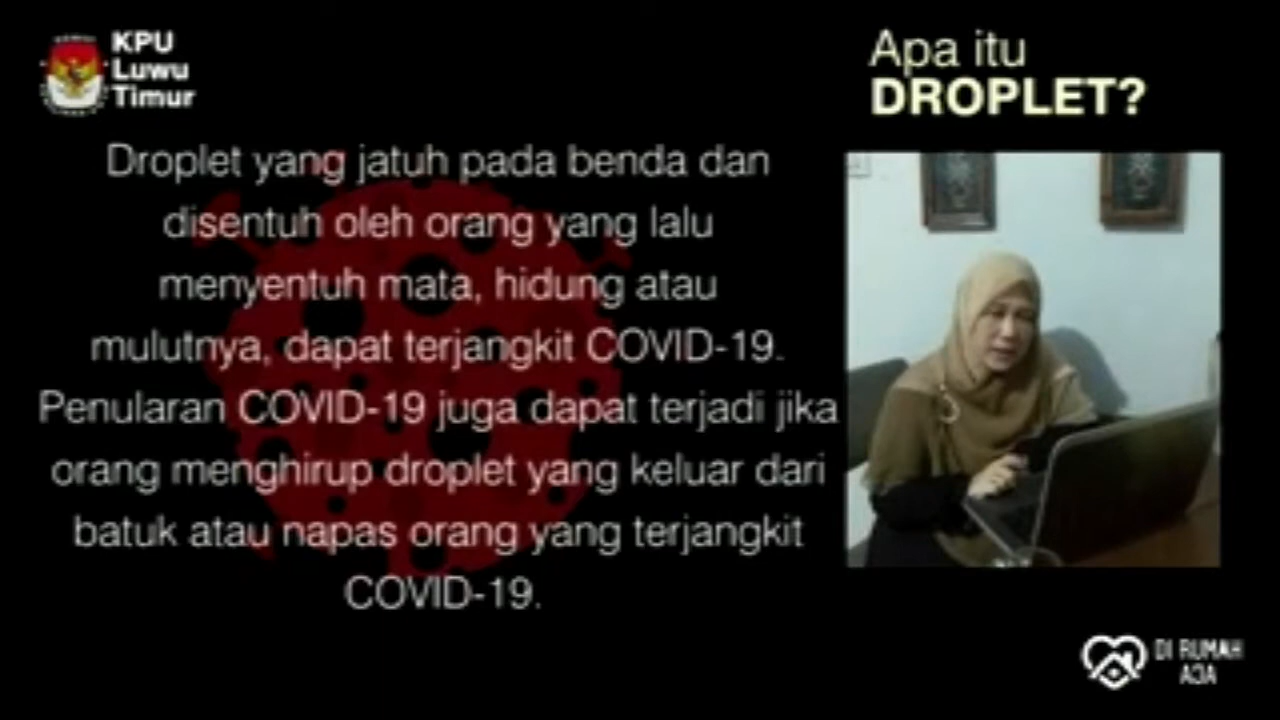 KPU
Luwu
Timur
Apa itu
DROPLET?
Droplet yang jatuh pada benda dan
disentuh oleh orang yang lalu
menyentuh mata, hidung atau
mulutnya, dapat terjangkit COVID-19.
Penularan COVID-19 juga dapat terjadi jika
orang menghirup droplet yang keluar dari
batuk atau napas orang yang terjangkit
COVID-19.
DI RUMAH
AJA